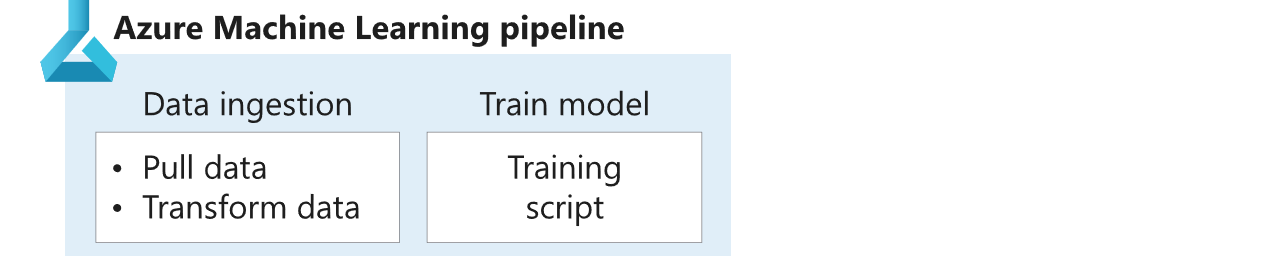 Azure Machine Learning pipeline
Data ingestion
• Pull data
• Transform data
Train model
Training
script